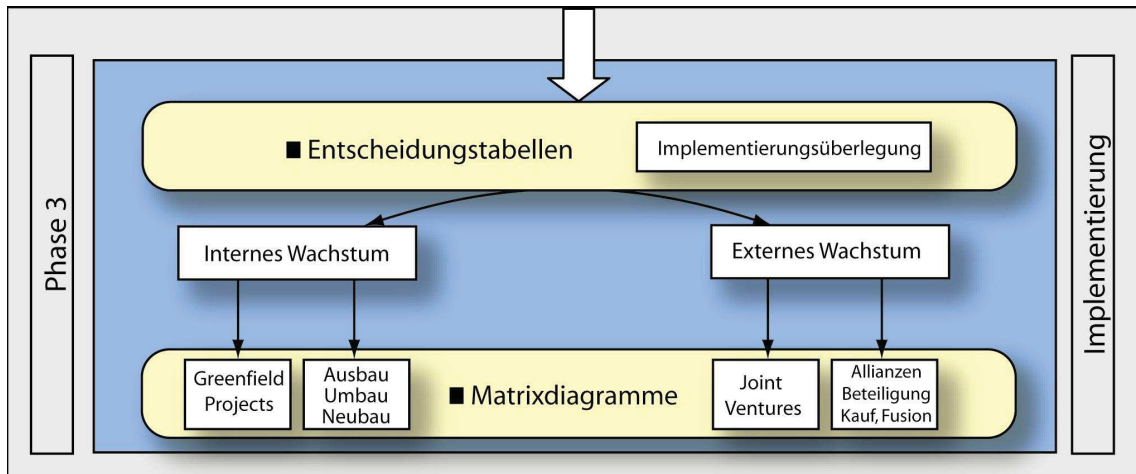 Phase 3
■ Entscheidungstabellen
Implementierungsüberlegung
Internes Wachstum
Externes Wachstum
Greenfield
Projects
Ausbau
Umbau
Neubau
■ Matrixdiagramme
Joint
Ventures
Allianzen
Beteiligung
Kauf, Fusion
Implementierung